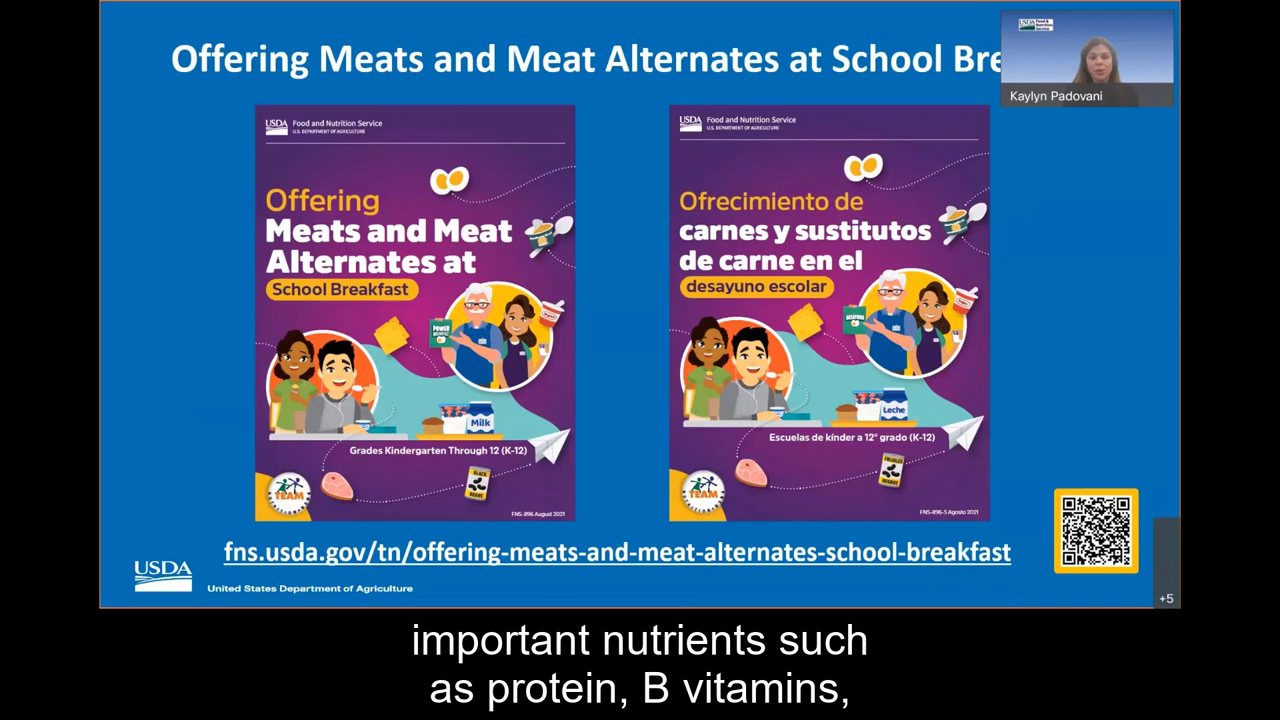 Offering Meats and Meat Alternates at School Bre
USDA Food & Nutrition Service
Kaylyn Padovani
USDA Food and Nutrition Service
U.S. DEPARTMENT OF AGRICULTURE
Offering
Meats and Meat
Alternates at
School Breakfast
POWER
Milk
Grades Kindergarten Through 12 (K-12)
BLACK
BEANS
TEAM
FNS-896 August 2021
USDA Food and Nutrition Service
U.S. DEPARTMENT OF AGRICULTURE
Ofrecimiento de
carnes y sustitutos
de carne en el
desayuno escolar
DESAYUNO
Leche
Escuelas de kínder a 12° grado (K-12)
FRIJOLES
NEGROS
TEAM
FNS-896-S Agosto 2021
fns.usda.gov/tn/offering-meats-and-meat-alternates-school-breakfast
USDA
United States Department of Agriculture
+5
important nutrients such
as protein, B vitamins,